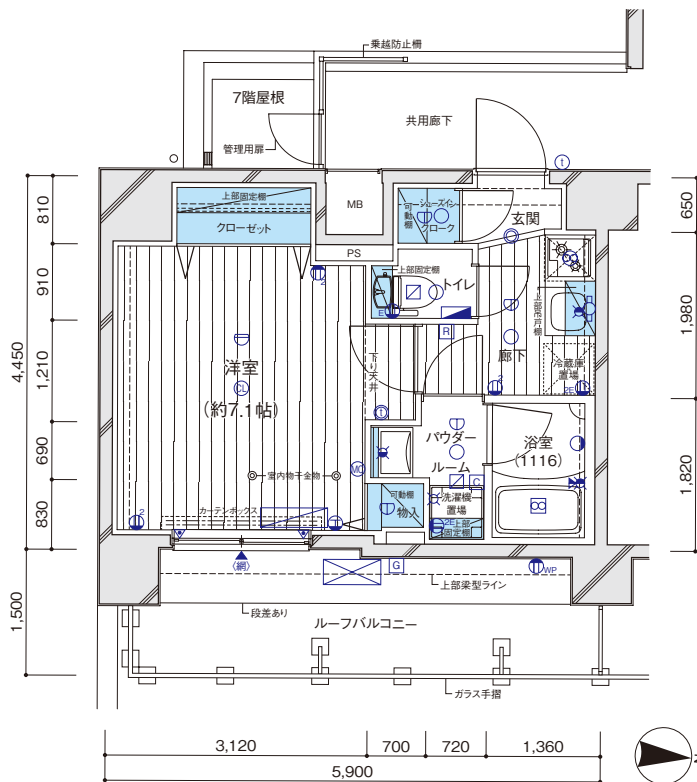 乗越防止柵
7階屋根
共用廊下
管理用扉
t
MB
上部固定棚
クローゼット
可動棚
シューズイン
クローク
玄関
PS
2
上部固定棚
トイレ
E
R
上部吊戸棚
廊下
冷蔵庫
置場
2
EE
洋室
(約7.1帖)
CL
下り天井
t
パウダー
ルーム
浴室
(1116)
MO
室内物干金物
C
可動棚
物入
洗濯機
置場
2E
上部
固定棚
カーテンボックス
2
〈網〉
G
WP
上部梁型ライン
段差あり
ルーフバルコニー
ガラス手摺
4,450
810
910
1,210
690
830
1,500
650
1,980
1,820
3,120
700
720
1,360
5,900